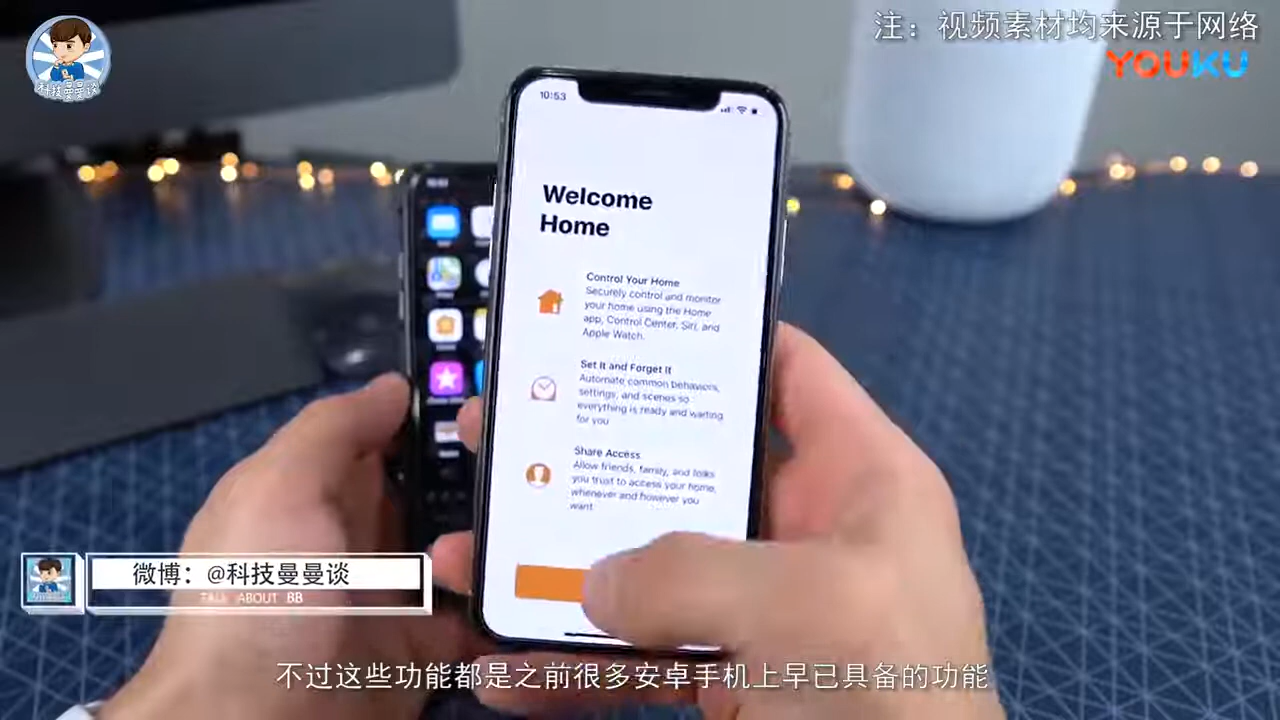 注：视频素材均来源于网络
YOUKU
科技曼曼谈
10:53
Welcome
Home
Control Your Home
Securely control and monitor
your home using the Home
app, Control Center, Siri, and
Apple Watch.
Set It and Forget It
Automate common behaviors,
settings, and scenes so
everything is ready and waiting
for you
Share Access
Allow friends, family, and folks
you trust to access your home,
whenever and however you
want
微博：@科技曼曼谈
TALK ABOUT BB
不过这些功能都是之前很多安卓手机上早已具备的功能